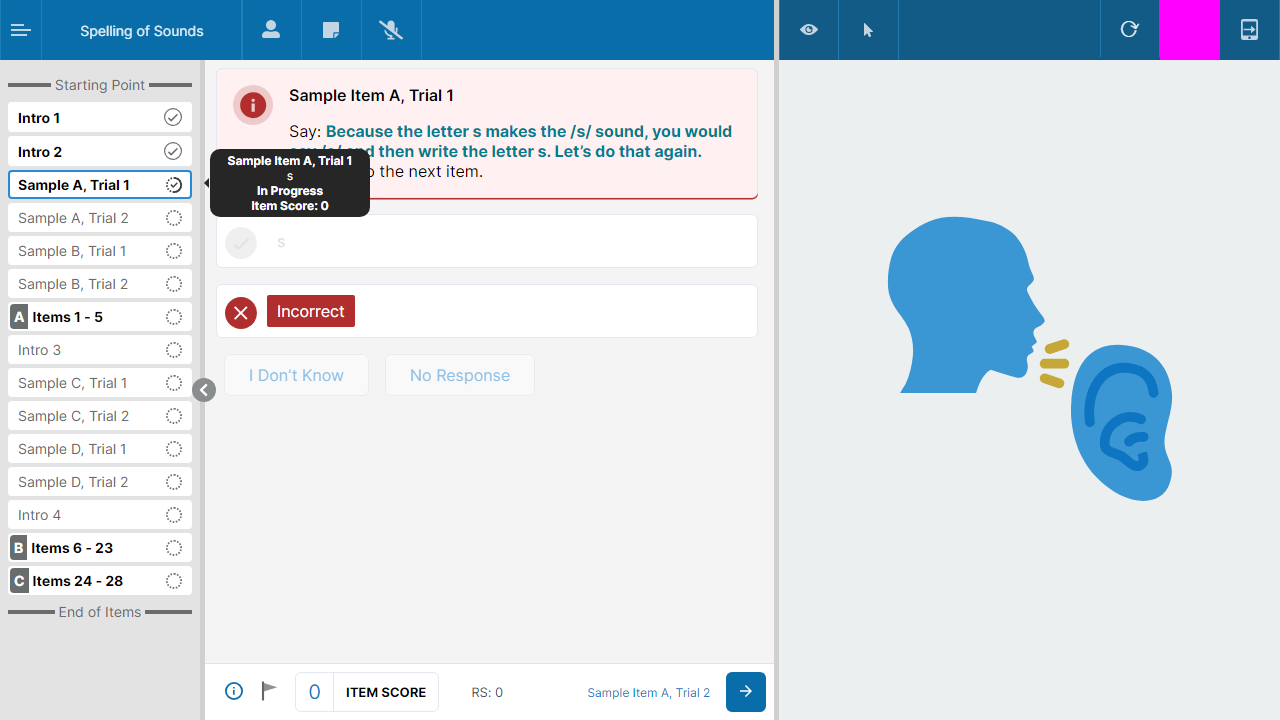 Spelling of Sounds
Starting Point
Intro 1
Intro 2
Sample A, Trial 1
Sample A, Trial 2
Sample B, Trial 1
Sample B, Trial 2
A Items 1 - 5
Intro 3
Sample C, Trial 1
Sample C, Trial 2
Sample D, Trial 1
Sample D, Trial 2
Intro 4
B Items 6 - 23
C Items 24 - 28
End of Items
Sample Item A, Trial 1
s
In Progress
Item Score: 0
Sample Item A, Trial 1
Say: Because the letter s makes the /s/ sound, you would
and then write the letter s. Let’s do that again.
the next item.
s
Incorrect
I Don’t Know
No Response
0 ITEM SCORE
RS: 0
Sample Item A, Trial 2